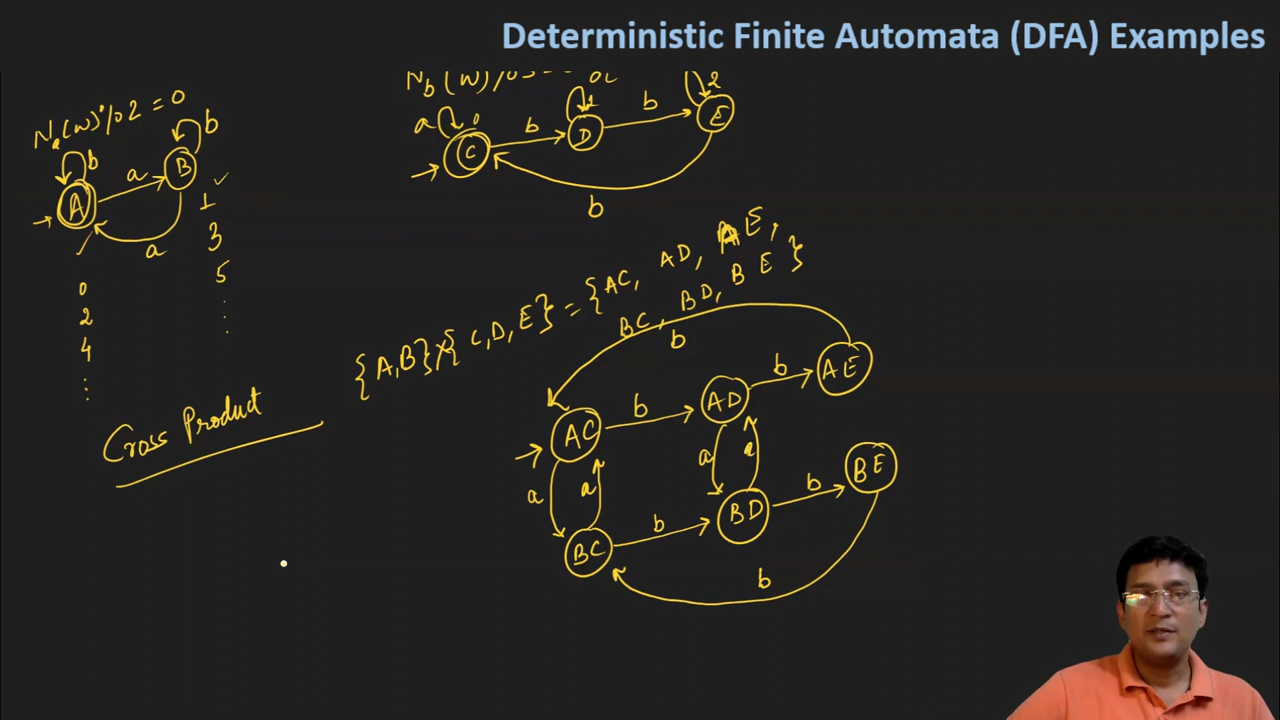 Deterministic Finite Automata (DFA) Examples
Na(w)%2 = 0
b
b
a
A
B
a
0
2
4
⋮
1 ✓
3
5
⋮
a
C
b
D
b
E
2
b
{A,B}×{C,D,E} = {AC, AD, AE,
BC, BD, BE}
Cross Product
b
AC
b
AD
b
AE
a
a
a
a
BC
b
BD
b
BE
b